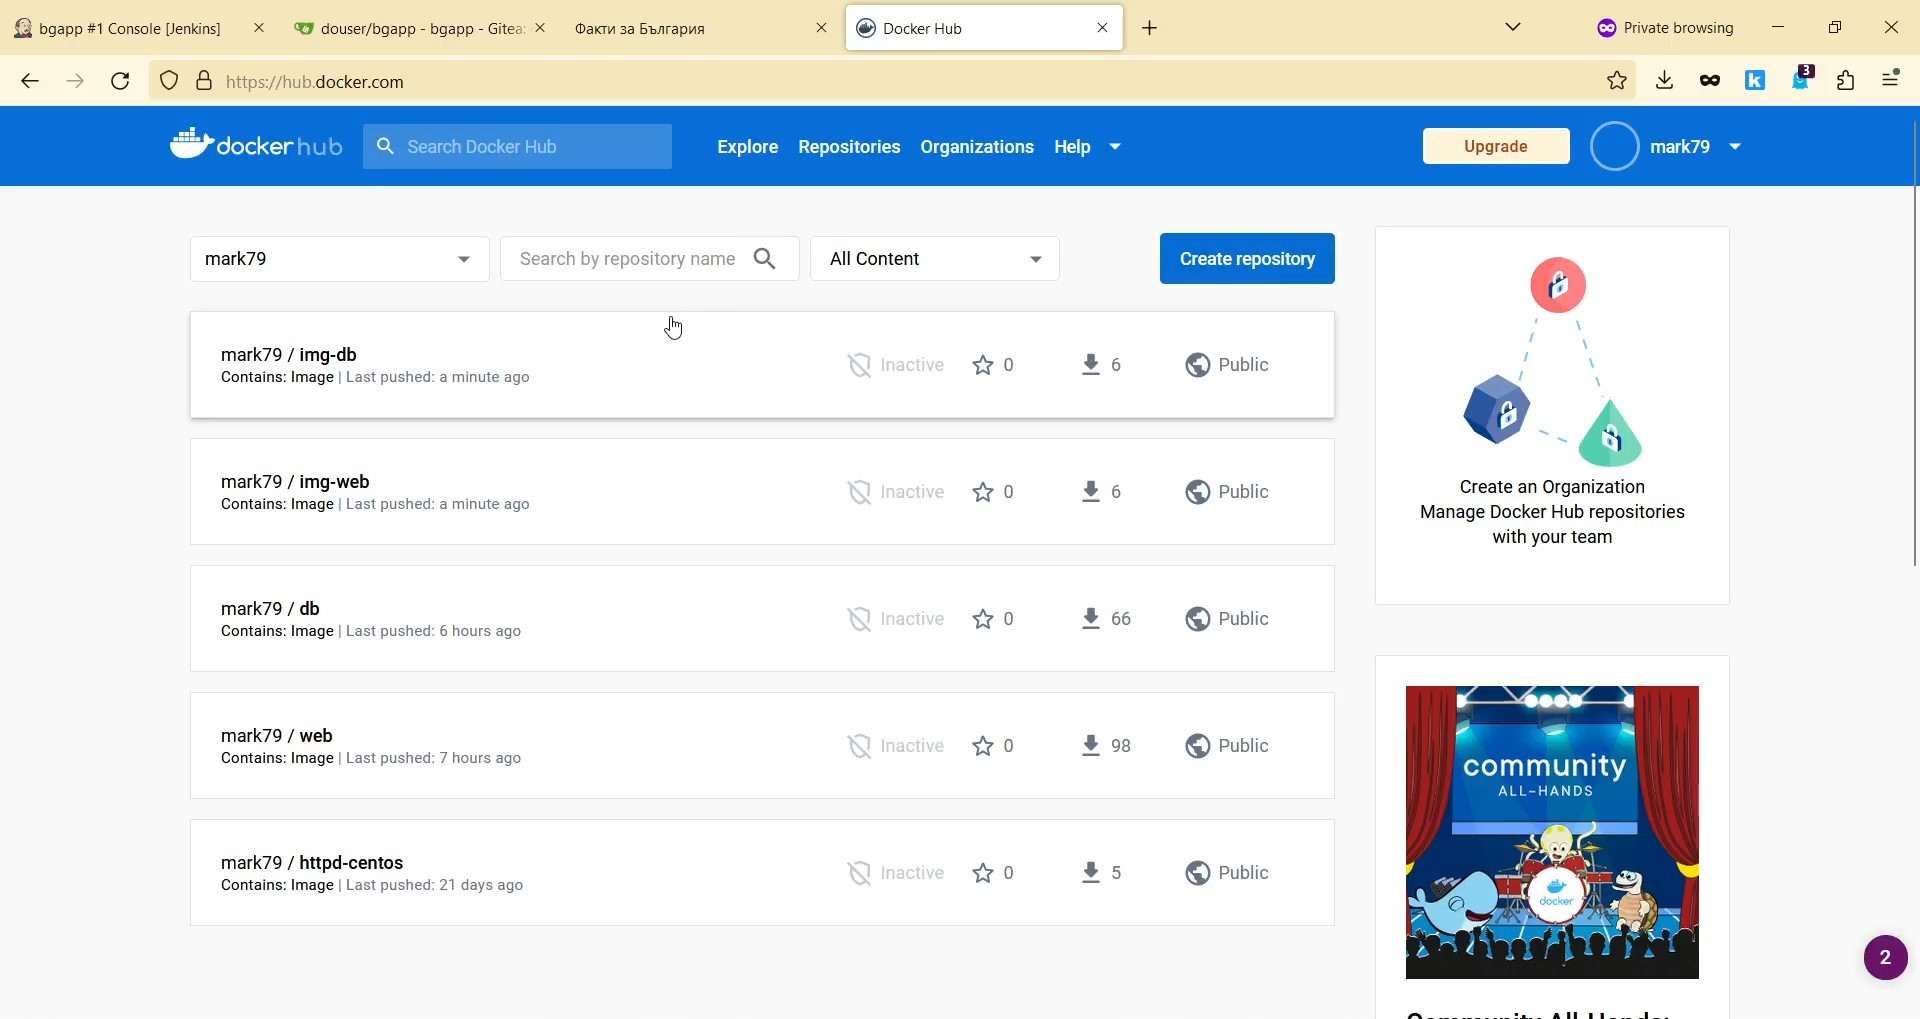 bgapp #1 Console [Jenkins]
douser/bgapp - bgapp - Gitea:
Факти за България
Docker Hub
Private browsing
https://hub.docker.com
3
dockerhub
Search Docker Hub
Explore
Repositories
Organizations
Help
Upgrade
mark79
mark79
Search by repository name
All Content
Create repository
mark79 / img-db
Contains: Image | Last pushed: a minute ago
Inactive
0
6
Public
mark79 / img-web
Contains: Image | Last pushed: a minute ago
Inactive
0
6
Public
mark79 / db
Contains: Image | Last pushed: 6 hours ago
Inactive
0
66
Public
mark79 / web
Contains: Image | Last pushed: 7 hours ago
Inactive
0
98
Public
mark79 / httpd-centos
Contains: Image | Last pushed: 21 days ago
Inactive
0
5
Public
Create an Organization
Manage Docker Hub repositories
with your team
community
ALL-HANDS
docker
Community All-Hands:
2